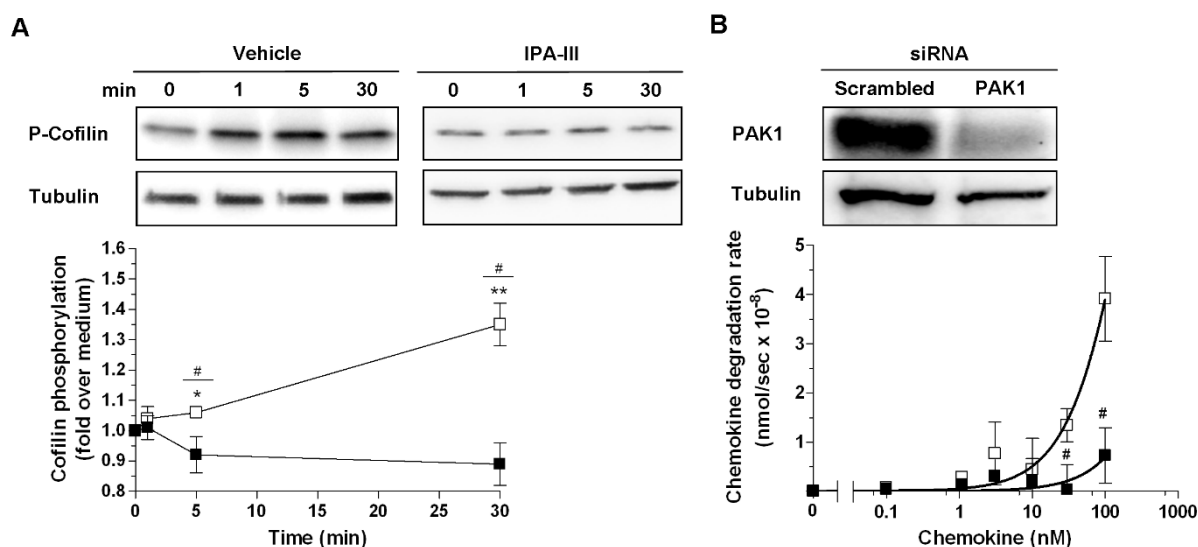 A
Vehicle
IPA-III
min 0 1 5 30 0 1 5 30
P-Cofilin
Tubulin
Cofilin phosphorylation
(fold over medium)
1.6
1.5
1.4
1.3
1.2
1.1
1.0
0.9
0.8
#
*
#
**
0 5 10 15 20 25 30
Time (min)
B
siRNA
Scrambled PAK1
PAK1
Tubulin
Chemokine degradation rate
(nmol/sec x 10⁻⁸)
5
4
3
2
1
0
#
#
0 0.1 1 10 100 1000
Chemokine (nM)